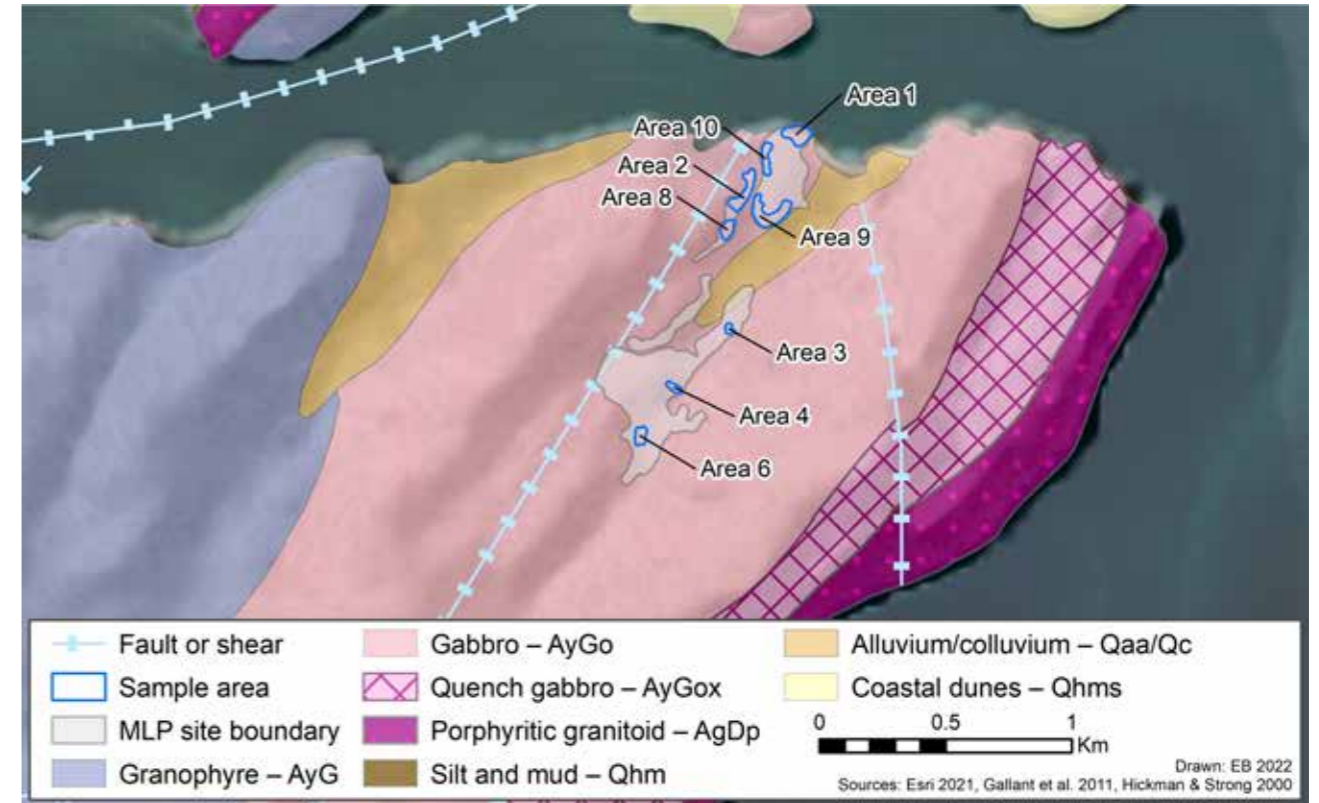 Area 1
Area 10
Area 2
Area 8
Area 9
Area 3
Area 4
Area 6
Fault or shear
Sample area
MLP site boundary
Granophyre – AyG
Gabbro – AyGo
Quench gabbro – AyGox
Porphyritic granitoid – AgDp
Silt and mud – Qhm
Alluvium/colluvium – Qaa/Qc
Coastal dunes – Qhms
0 0.5 1
Km
Drawn: EB 2022
Sources: Esri 2021, Gallant et al. 2011, Hickman & Strong 2000